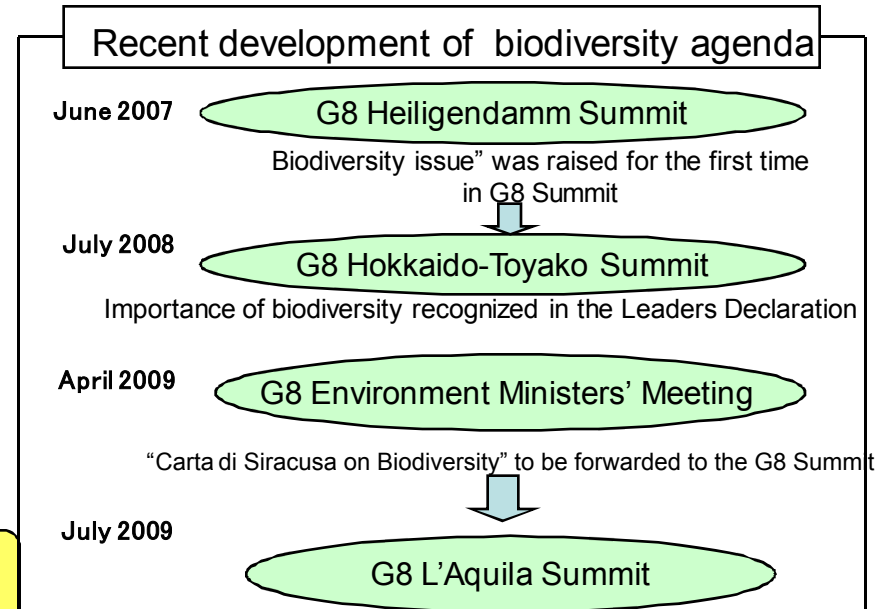 Recent development of biodiversity agenda
June 2007
G8 Heiligendamm Summit
Biodiversity issue” was raised for the first time
in G8 Summit
July 2008
G8 Hokkaido-Toyako Summit
Importance of biodiversity recognized in the Leaders Declaration
April 2009
G8 Environment Ministers’ Meeting
“Carta di Siracusa on Biodiversity” to be forwarded to the G8 Summit
July 2009
G8 L’Aquila Summit